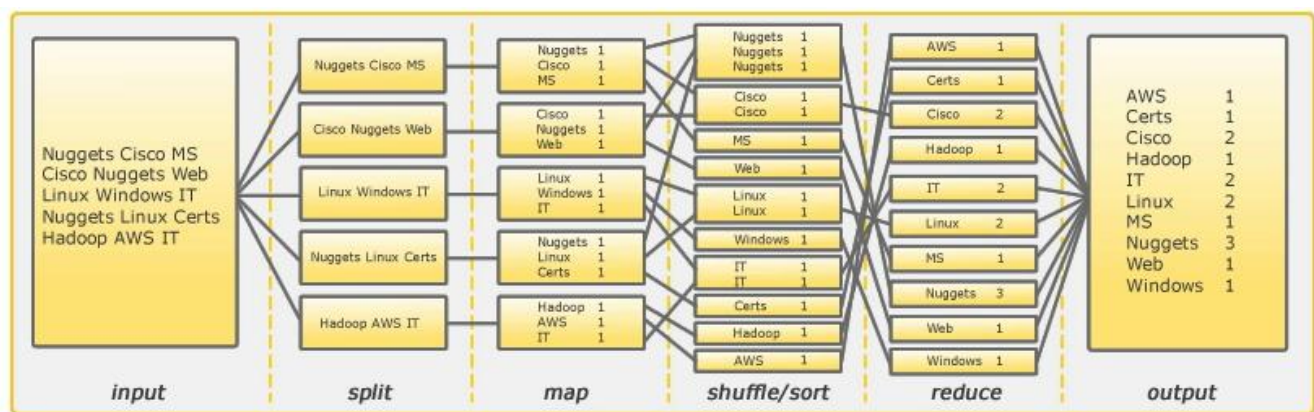 Nuggets Cisco MS
Cisco Nuggets Web
Linux Windows IT
Nuggets Linux Certs
Hadoop AWS IT
input
Nuggets Cisco MS
Cisco Nuggets Web
Linux Windows IT
Nuggets Linux Certs
Hadoop AWS IT
split
Nuggets 1
Cisco 1
MS 1
Cisco 1
Nuggets 1
Web 1
Linux 1
Windows 1
IT 1
Nuggets 1
Linux 1
Certs 1
Hadoop 1
AWS 1
IT 1
map
Nuggets 1
Nuggets 1
Nuggets 1
Cisco 1
Cisco 1
MS 1
Web 1
Linux 1
Linux 1
Windows 1
IT 1
IT 1
Certs 1
Hadoop 1
AWS 1
shuffle/sort
AWS 1
Certs 1
Cisco 2
Hadoop 1
IT 2
Linux 2
MS 1
Nuggets 3
Web 1
Windows 1
reduce
AWS 1
Certs 1
Cisco 2
Hadoop 1
IT 2
Linux 2
MS 1
Nuggets 3
Web 1
Windows 1
output